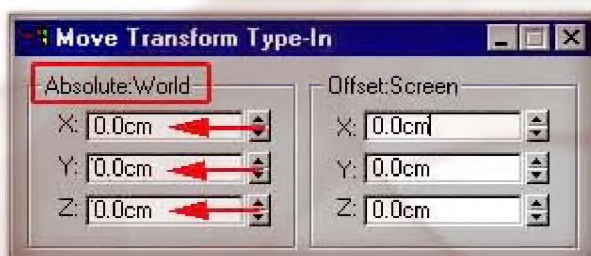 Move Transform Type-In
Absolute:World
X: 0.0cm
Y: 0.0cm
Z: 0.0cm
Offset:Screen
X: 0.0cm
Y: 0.0cm
Z: 0.0cm